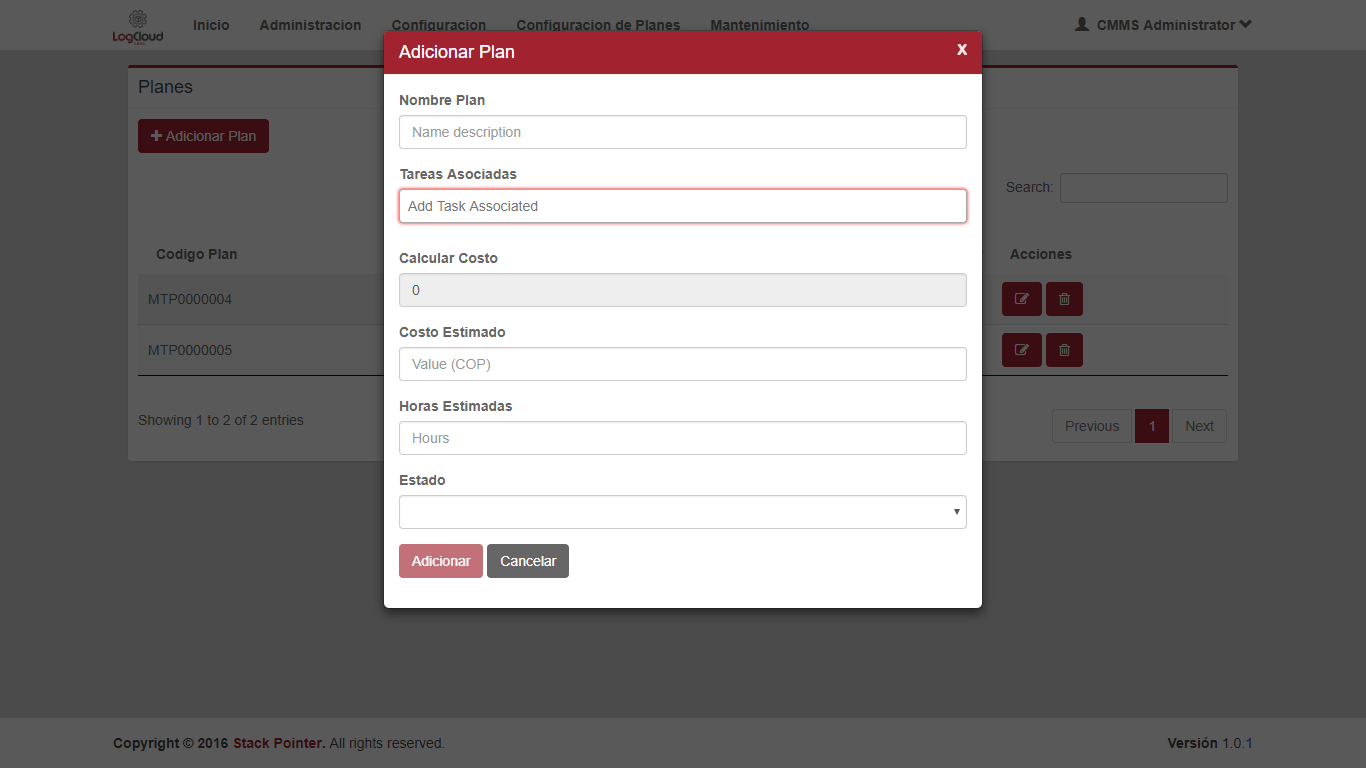 LogCloud
Inicio Administracion Configuracion Configuracion de Planes Mantenimiento CMMS Administrator
Adicionar Plan x
Planes
Nombre Plan
Name description
+ Adicionar Plan
Tareas Asociadas
Add Task Associated
Search:
Codigo Plan Acciones
Calcular Costo
0
MTP0000004
Costo Estimado
Value (COP)
MTP0000005
Horas Estimadas
Hours
Showing 1 to 2 of 2 entries
Previous 1 Next
Estado
Adicionar Cancelar
Copyright © 2016 Stack Pointer. All rights reserved. Versión 1.0.1